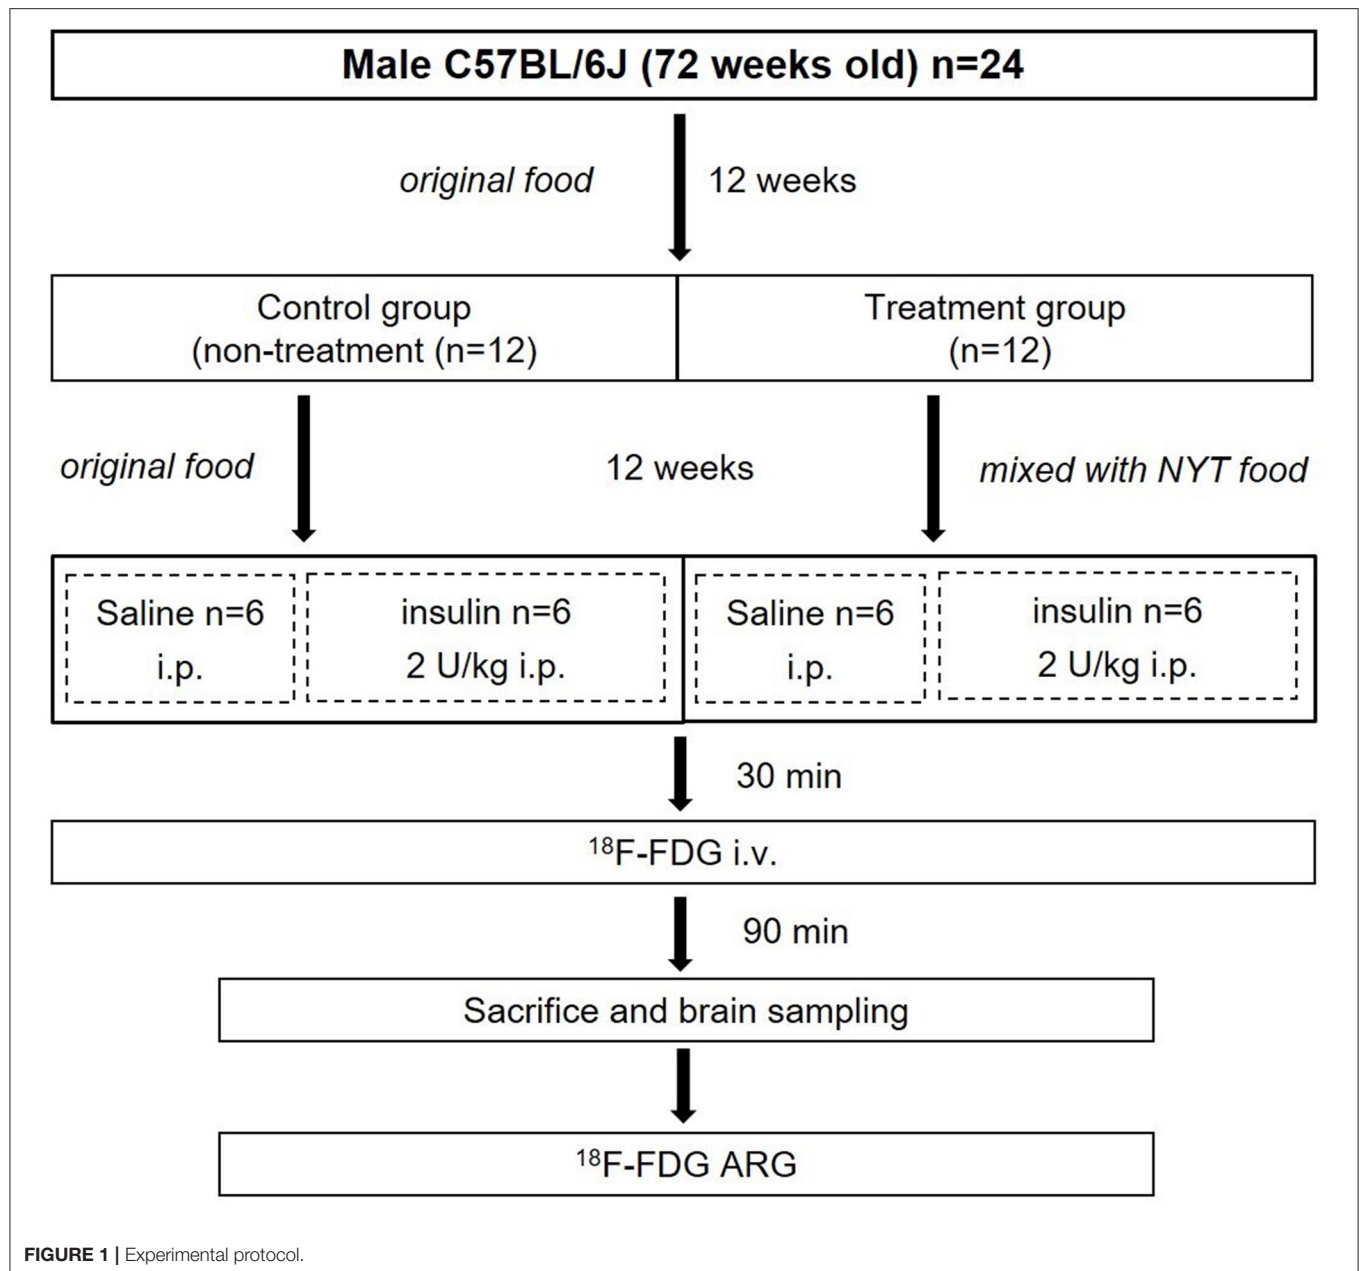 Male C57BL/6J (72 weeks old) n=24
original food 12 weeks
Control group
(non-treatment (n=12)
Treatment group
(n=12)
original food 12 weeks mixed with NYT food
Saline n=6
i.p.
insulin n=6
2 U/kg i.p.
Saline n=6
i.p.
insulin n=6
2 U/kg i.p.
30 min
¹⁸F-FDG i.v.
90 min
Sacrifice and brain sampling
¹⁸F-FDG ARG
FIGURE 1 | Experimental protocol.